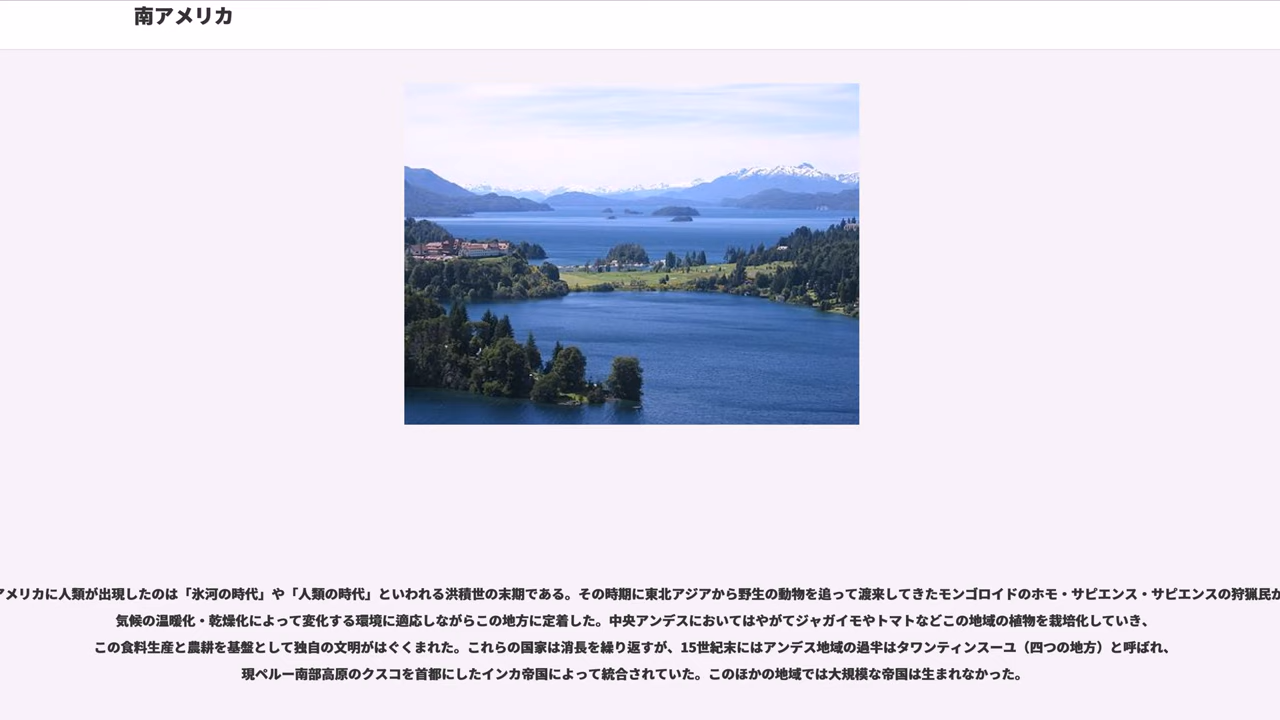 南アメリカ
アメリカに人類が出現したのは「氷河の時代」や「人類の時代」といわれる洪積世の末期である。その時期に東北アジアから野生の動物を追って渡来してきたモンゴロイドのホモ・サピエンス・サピエンスの狩猟民が
気候の温暖化・乾燥化によって変化する環境に適応しながらこの地方に定着した。中央アンデスにおいてはやがてジャガイモやトマトなどこの地域の植物を栽培化していき、
この食料生産と農耕を基盤として独自の文明がはぐくまれた。これらの国家は消長を繰り返すが、15世紀末にはアンデス地域の過半はタワンティンスーユ（四つの地方）と呼ばれ、
現ペルー南部高原のクスコを首都にしたインカ帝国によって統合されていた。このほかの地域では大規模な帝国は生まれなかった。